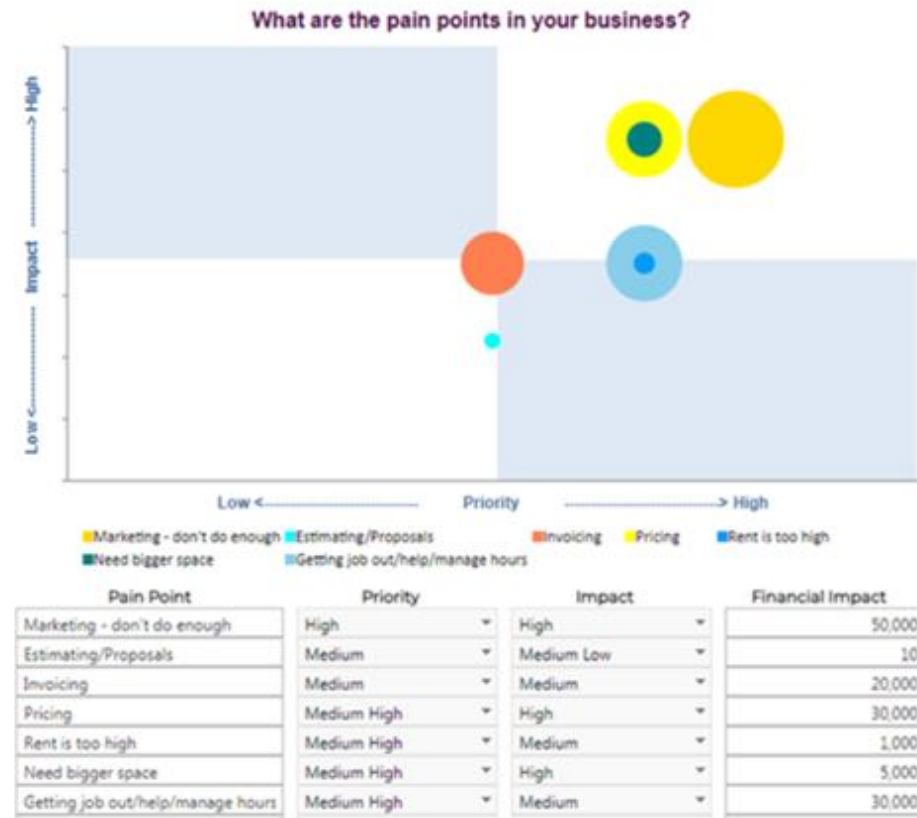 What are the pain points in your business?
Low <--------------- Impact ---------------> High
Low <--------------- Priority ---------------> High
Marketing - don't do enough Estimating/Proposals Invoicing Pricing Rent is too high
Need bigger space Getting job out/help/manage hours
Pain Point Priority Impact Financial Impact
Marketing - don't do enough High High 50,000
Estimating/Proposals Medium Medium Low 10
Invoicing Medium Medium 20,000
Pricing Medium High High 30,000
Rent is too high Medium High Medium 1,000
Need bigger space Medium High High 5,000
Getting job out/help/manage hours Medium High Medium 30,000